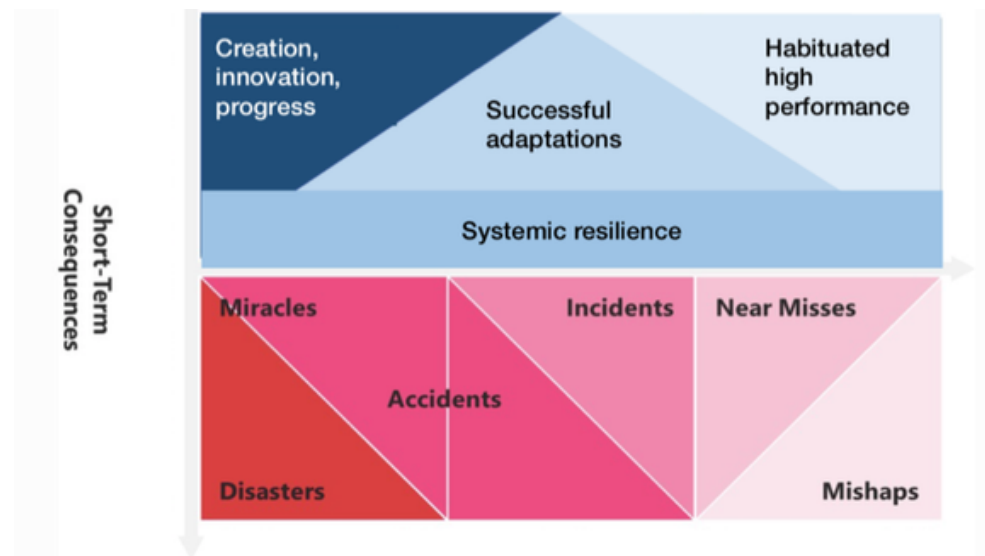 Creation,
innovation,
progress
Successful
adaptations
Habituated
high
performance
Systemic resilience
Short-Term
Consequences
Miracles
Incidents
Near Misses
Accidents
Disasters
Mishaps